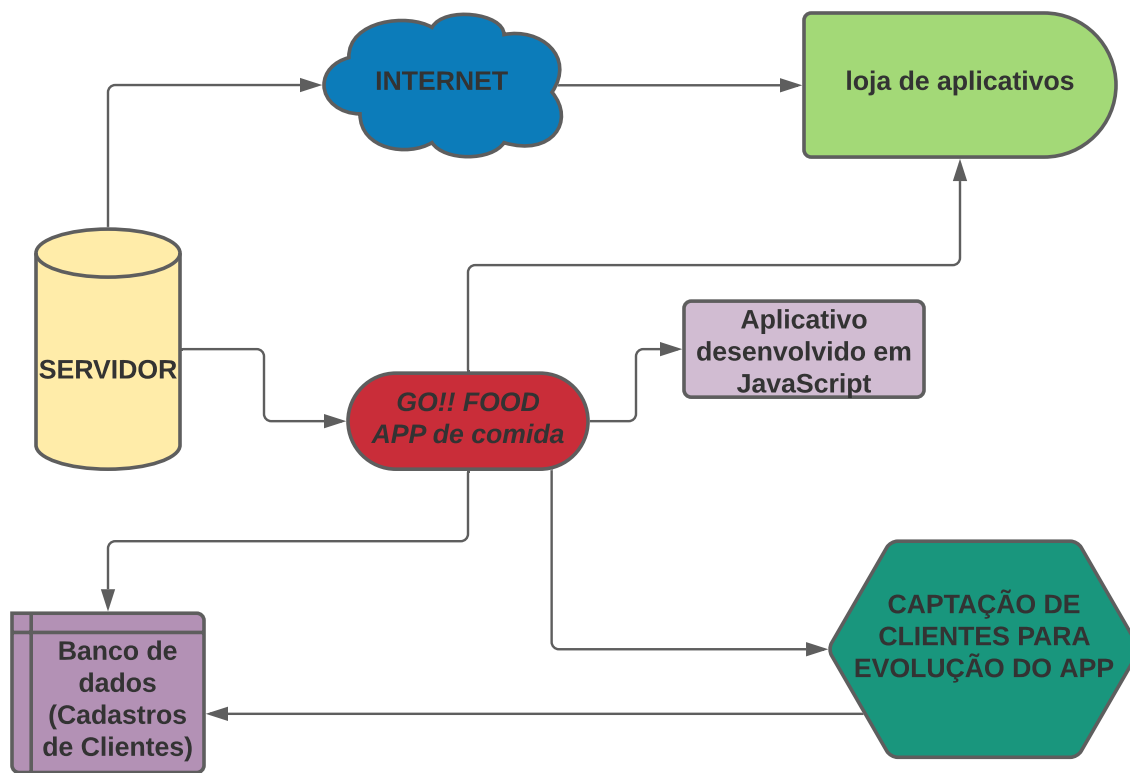 INTERNET
loja de aplicativos
SERVIDOR
Aplicativo
desenvolvido em
JavaScript
GO!! FOOD
APP de comida
CAPTAÇÃO DE
CLIENTES PARA
EVOLUÇÃO DO APP
Banco de
dados
(Cadastros
de Clientes)